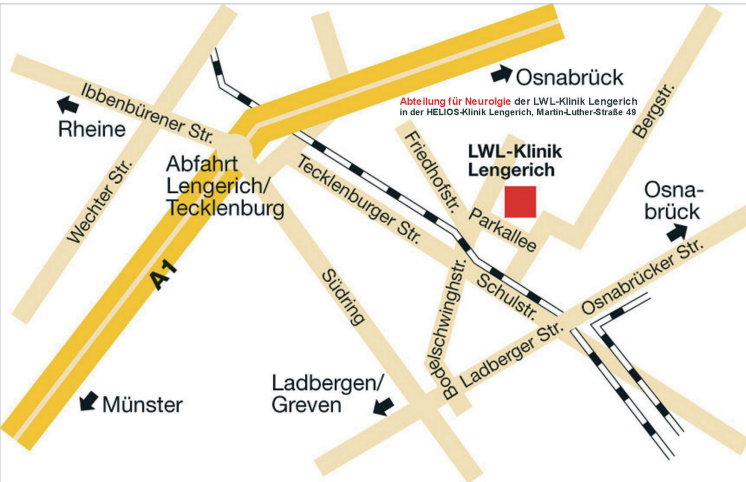 Osnabrück
Ibbenbürener Str.
Rheine
Abteilung für Neurolgie der LWL-Klinik Lengerich
in der HELIOS-Klinik Lengerich, Martin-Luther-Straße 49
Bergstr.
Friedhofstr.
LWL-Klinik
Lengerich
Abfahrt
Lengerich/
Tecklenburg
Wechter Str.
Tecklenburger Str.
Parkallee
Osna-
brück
A1
Südring
Bodelschwinghstr.
Schulstr.
Osnabrücker Str.
Ladberger Str.
Ladbergen/
Greven
Münster